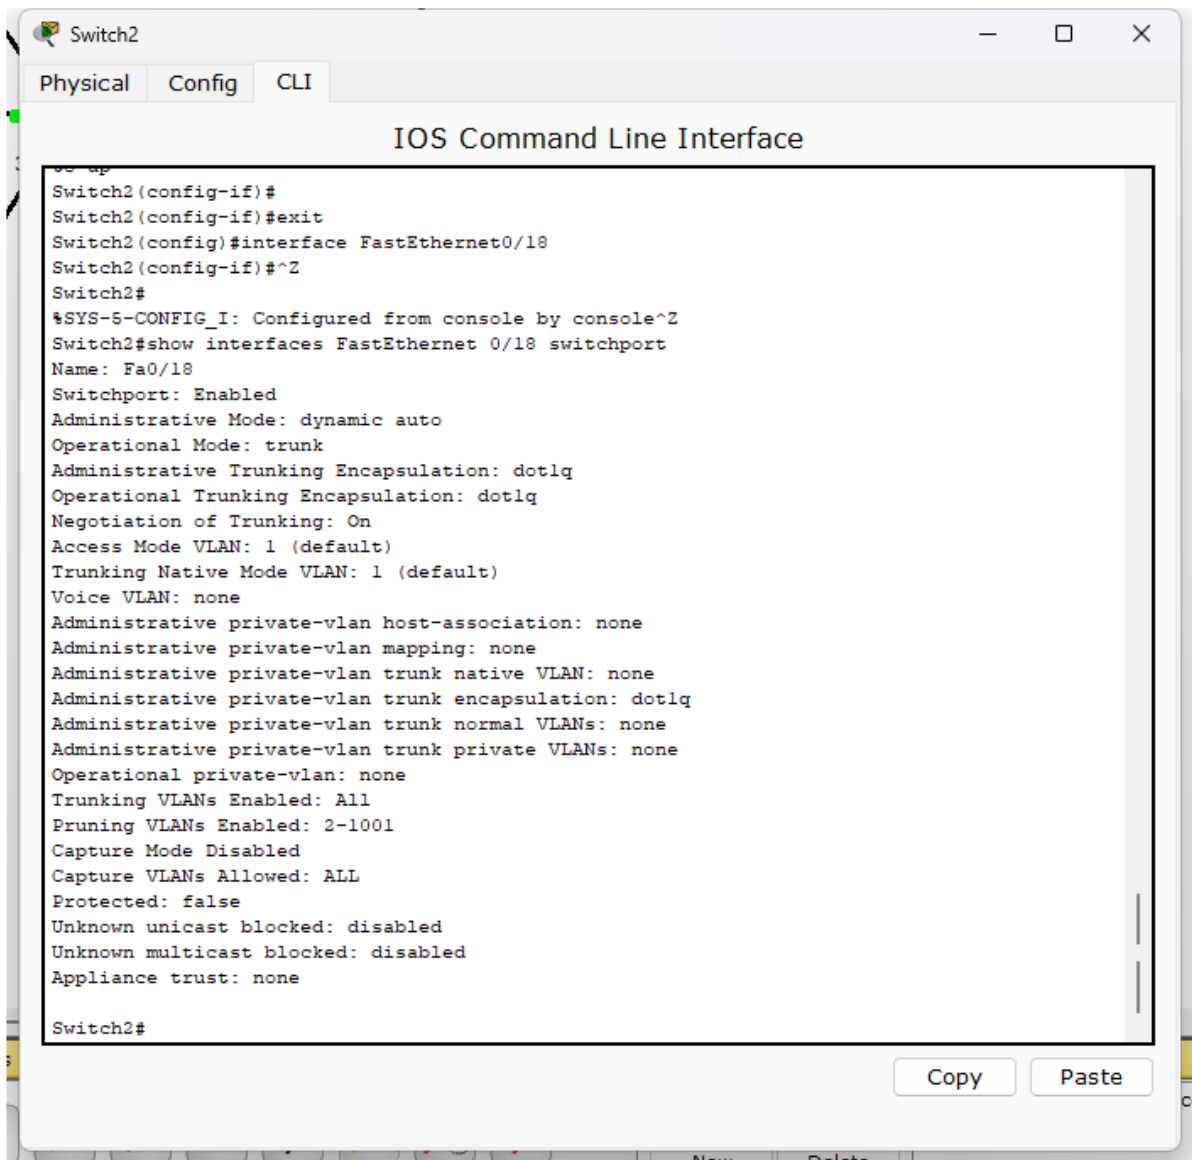 Switch2
Physical Config CLI
IOS Command Line Interface
Switch2(config-if)#
Switch2(config-if)#exit
Switch2(config)#interface FastEthernet0/18
Switch2(config-if)#^Z
Switch2#
%SYS-5-CONFIG_I: Configured from console by console^Z
Switch2#show interfaces FastEthernet 0/18 switchport
Name: Fa0/18
Switchport: Enabled
Administrative Mode: dynamic auto
Operational Mode: trunk
Administrative Trunking Encapsulation: dot1q
Operational Trunking Encapsulation: dot1q
Negotiation of Trunking: On
Access Mode VLAN: 1 (default)
Trunking Native Mode VLAN: 1 (default)
Voice VLAN: none
Administrative private-vlan host-association: none
Administrative private-vlan mapping: none
Administrative private-vlan trunk native VLAN: none
Administrative private-vlan trunk encapsulation: dot1q
Administrative private-vlan trunk normal VLANs: none
Administrative private-vlan trunk private VLANs: none
Operational private-vlan: none
Trunking VLANs Enabled: All
Pruning VLANs Enabled: 2-1001
Capture Mode Disabled
Capture VLANs Allowed: ALL
Protected: false
Unknown unicast blocked: disabled
Unknown multicast blocked: disabled
Appliance trust: none
Switch2#
Copy Paste